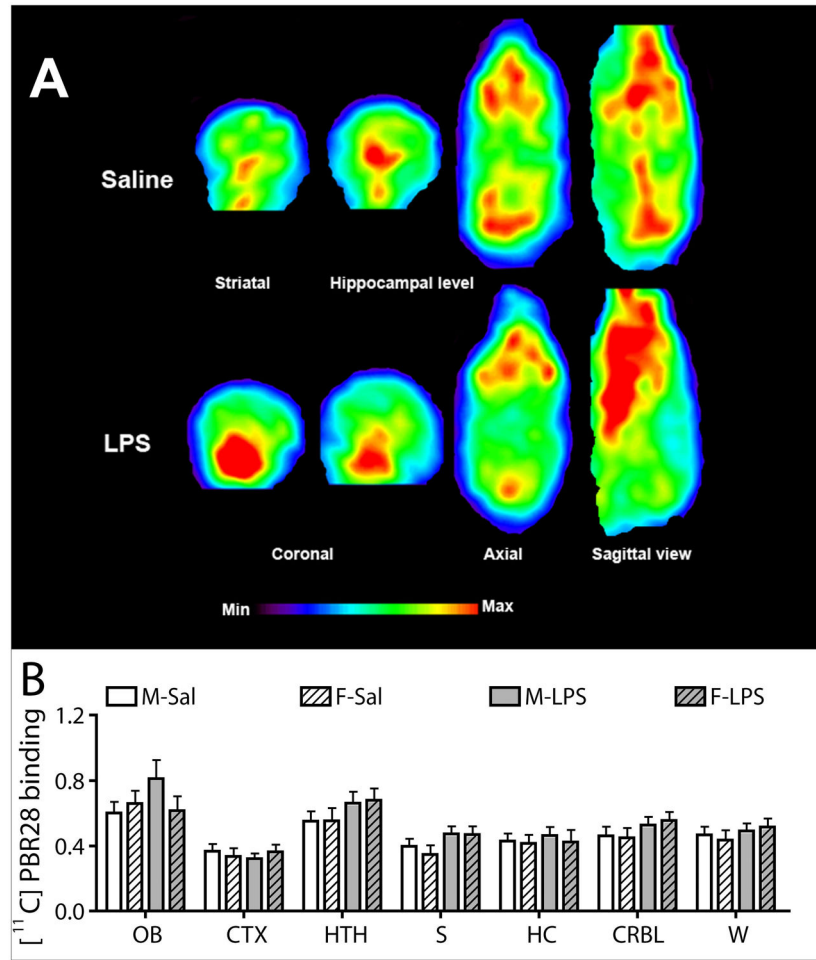 A
Saline
Striatal Hippocampal level
LPS
Coronal Axial Sagittal view
Min Max
B
M-Sal F-Sal M-LPS F-LPS
[11C] PBR28 binding
1.2
0.8
0.4
0.0
OB CTX HTH S HC CRBL W